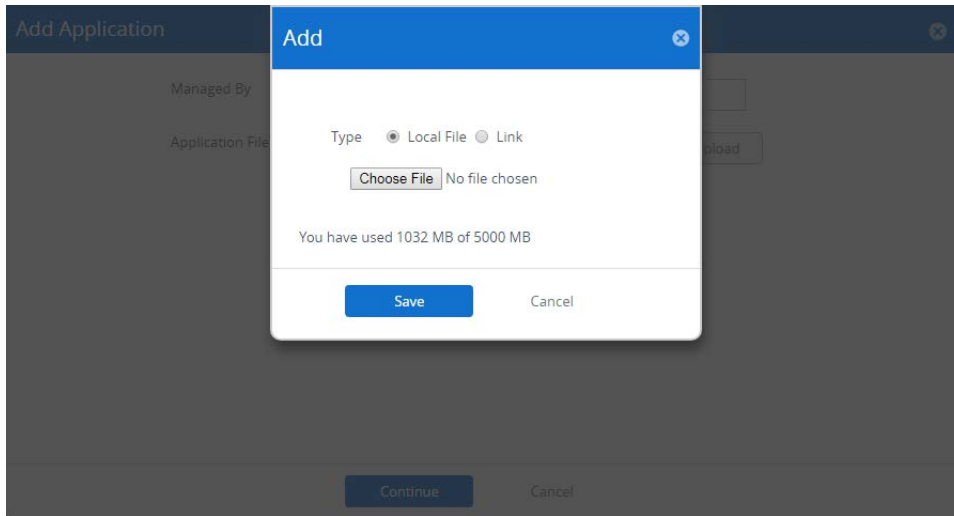 Add Application
Add
Managed By
Type Local File Link
Application File
Choose File No file chosen
You have used 1032 MB of 5000 MB
Save Cancel
Continue Cancel